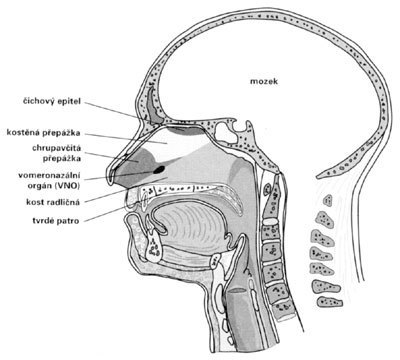 mozek
čichový epitel
kostěná přepážka
chrupavčitá
přepážka
vomeronazální
orgán (VNO)
kost radličná
tvrdé patro